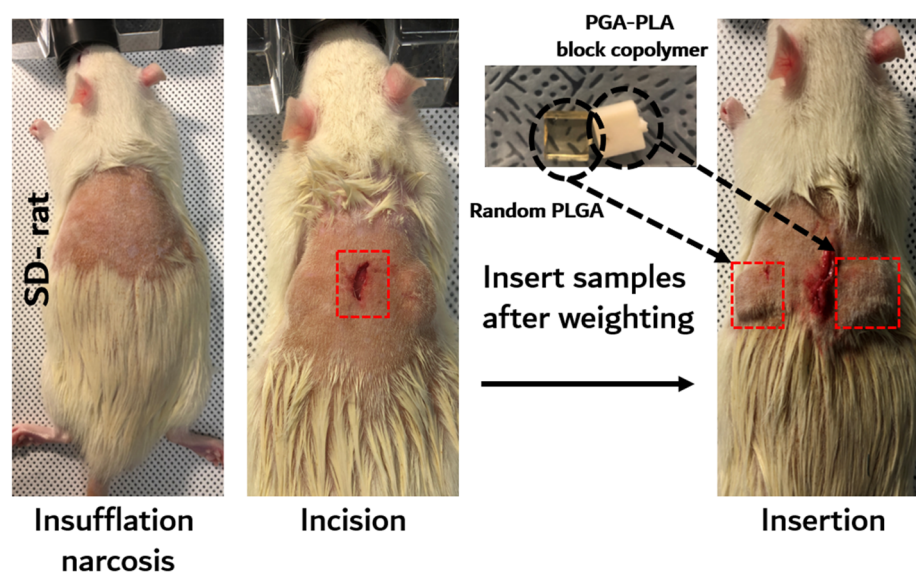 SD- rat
Insufflation
narcosis
Incision
PGA-PLA
block copolymer
Random PLGA
Insert samples
after weighting
Insertion